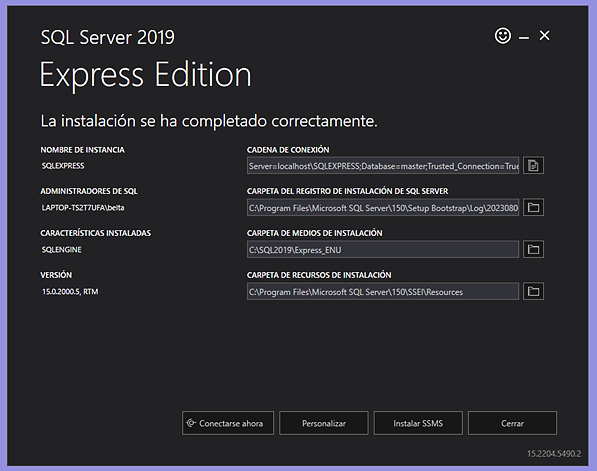 SQL Server 2019
Express Edition
La instalación se ha completado correctamente.
NOMBRE DE INSTANCIA
SQLEXPRESS
CADENA DE CONEXIÓN
Server=localhost\SQLEXPRESS;Database=master;Trusted_Connection=True
ADMINISTRADORES DE SQL
LAPTOP-TS2T7UFA\belta
CARPETA DEL REGISTRO DE INSTALACIÓN DE SQL SERVER
C:\Program Files\Microsoft SQL Server\150\Setup Bootstrap\Log\2023080
CARACTERÍSTICAS INSTALADAS
SQLENGINE
CARPETA DE MEDIOS DE INSTALACIÓN
C:\SQL2019\Express_ENU
VERSIÓN
15.0.2000.5, RTM
CARPETA DE RECURSOS DE INSTALACIÓN
C:\Program Files\Microsoft SQL Server\150\SSEI\Resources
Conectarse ahora
Personalizar
Instalar SSMS
Cerrar
15.2204.5490.2